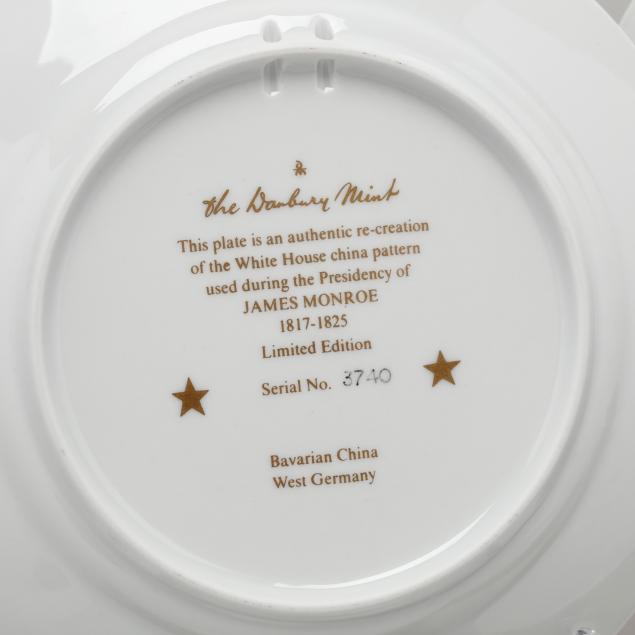 The Danbury Mint
This plate is an authentic re-creation
of the White House china pattern
used during the Presidency of
JAMES MONROE
1817-1825
Limited Edition
Serial No. 3740
Bavarian China
West Germany